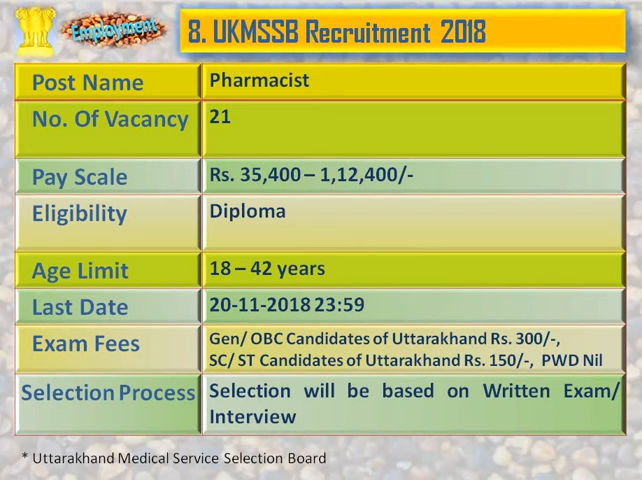 Employment
8. UKMSSB Recruitment 2018
Post Name
Pharmacist
No. Of Vacancy
21
Pay Scale
Rs. 35,400 – 1,12,400/-
Eligibility
Diploma
Age Limit
18 – 42 years
Last Date
20-11-2018 23:59
Exam Fees
Gen/ OBC Candidates of Uttarakhand Rs. 300/-,
SC/ ST Candidates of Uttarakhand Rs. 150/-, PWD Nil
Selection Process
Selection will be based on Written Exam/
Interview
* Uttarakhand Medical Service Selection Board